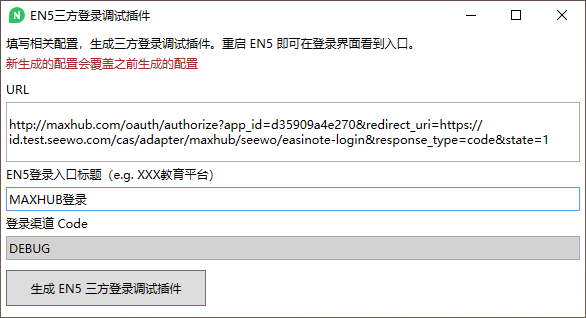 EN5三方登录调试插件
填写相关配置，生成三方登录调试插件。重启 EN5 即可在登录界面看到入口。
新生成的配置会覆盖之前生成的配置
URL
http://maxhub.com/oauth/authorize?app_id=d35909a4e270&redirect_uri=https://
id.test.seewo.com/cas/adapter/maxhub/seewo/easinote-login&response_type=code&state=1
EN5登录入口标题（e.g. XXX教育平台）
MAXHUB登录
登录渠道 Code
DEBUG
生成 EN5 三方登录调试插件